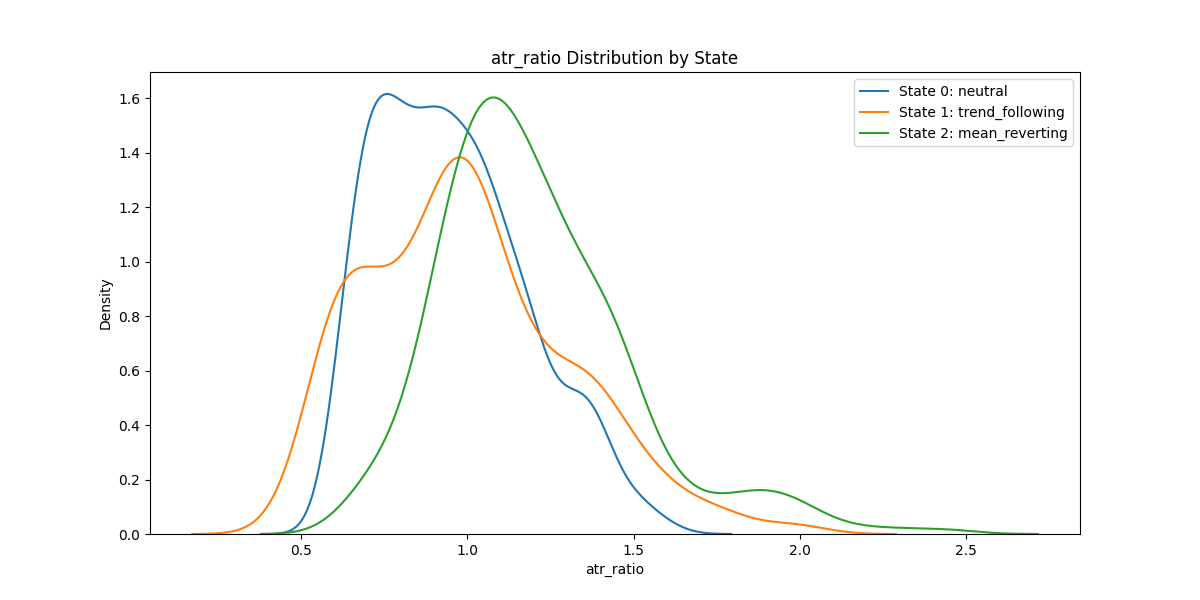 atr_ratio Distribution by State
State 0: neutral
State 1: trend_following
State 2: mean_reverting
Density
1.6
1.4
1.2
1.0
0.8
0.6
0.4
0.2
0.0
0.5 1.0 1.5 2.0 2.5
atr_ratio